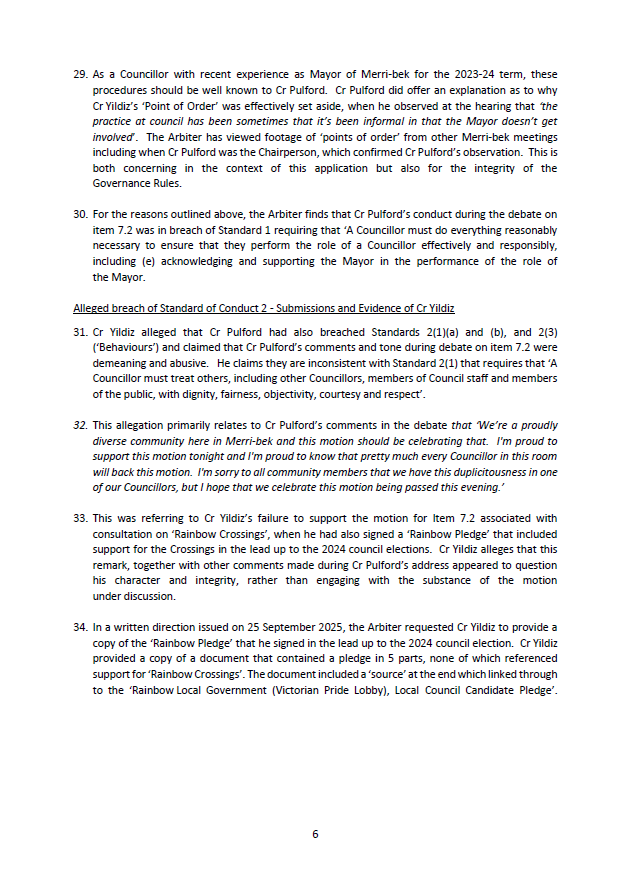 29. As a Councillor with recent experience as Mayor of Merri-bek for the 2023-24 term, these
procedures should be well known to Cr Pulford. Cr Pulford did offer an explanation as to why
Cr Yildiz's 'Point of Order' was effectively set aside, when he observed at the hearing that 'the
practice at council has been sometimes that it's been informal in that the Mayor doesn't get
involved'. The Arbiter has viewed footage of 'points of order' from other Merri-bek meetings
including when Cr Pulford was the Chairperson, which confirmed Cr Pulford's observation. This is
both concerning in the context of this application but also for the integrity of the
Governance Rules.
30. For the reasons outlined above, the Arbiter finds that Cr Pulford's conduct during the debate on
item 7.2 was in breach of Standard 1 requiring that 'A Councillor must do everything reasonably
necessary to ensure that they perform the role of a Councillor effectively and responsibly,
including (e) acknowledging and supporting the Mayor in the performance of the role of
the Mayor.
Alleged breach of Standard of Conduct 2 - Submissions and Evidence of Cr Yildiz
31. Cr Yildiz alleged that Cr Pulford had also breached Standards 2(1)(a) and (b), and 2(3)
('Behaviours') and claimed that Cr Pulford's comments and tone during debate on item 7.2 were
demeaning and abusive. He claims they are inconsistent with Standard 2(1) that requires that 'A
Councillor must treat others, including other Councillors, members of Council staff and members
of the public, with dignity, fairness, objectivity, courtesy and respect'.
32. This allegation primarily relates to Cr Pulford's comments in the debate that 'We're a proudly
diverse community here in Merri-bek and this motion should be celebrating that. I'm proud to
support this motion tonight and I'm proud to know that pretty much every Councillor in this room
will back this motion. I'm sorry to all community members that we have this duplicitousness in one
of our Councillors, but I hope that we celebrate this motion being passed this evening.'
33. This was referring to Cr Yildiz's failure to support the motion for Item 7.2 associated with
consultation on 'Rainbow Crossings', when he had also signed a 'Rainbow Pledge' that included
support for the Crossings in the lead up to the 2024 council elections. Cr Yildiz alleges that this
remark, together with other comments made during Cr Pulford's address appeared to question
his character and integrity, rather than engaging with the substance of the motion
under discussion.
34. In a written direction issued on 25 September 2025, the Arbiter requested Cr Yildiz to provide a
copy of the 'Rainbow Pledge' that he signed in the lead up to the 2024 council election. Cr Yildiz
provided a copy of a document that contained a pledge in 5 parts, none of which referenced
support for 'Rainbow Crossings'. The document included a 'source' at the end which linked through
to the 'Rainbow Local Government (Victorian Pride Lobby), Local Council Candidate Pledge'.
6